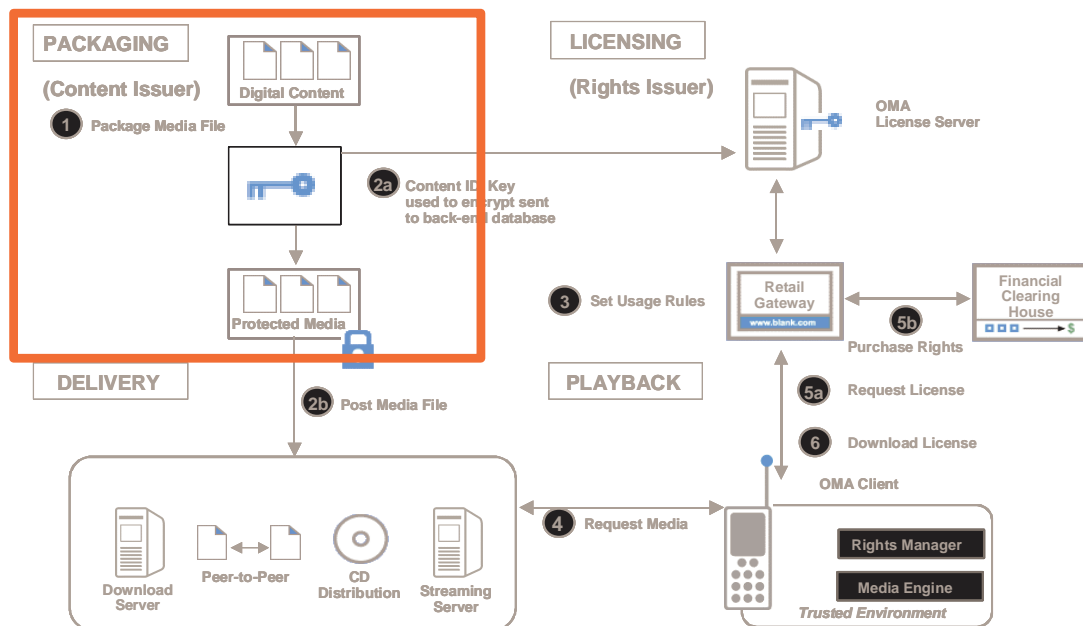 PACKAGING
(Content Issuer)
1 Package Media File
Digital Content
2a Content ID, Key
used to encrypt sent
to back-end database
Protected Media
LICENSING
(Rights Issuer)
OMA
License Server
3 Set Usage Rules
Retail
Gateway
www.blank.com
Financial
Clearing
House
$
5b
Purchase Rights
DELIVERY
2b Post Media File
PLAYBACK
5a Request License
6 Download License
OMA Client
4 Request Media
Download
Server
Peer-to-Peer
CD
Distribution
Streaming
Server
Rights Manager
Media Engine
Trusted Environment